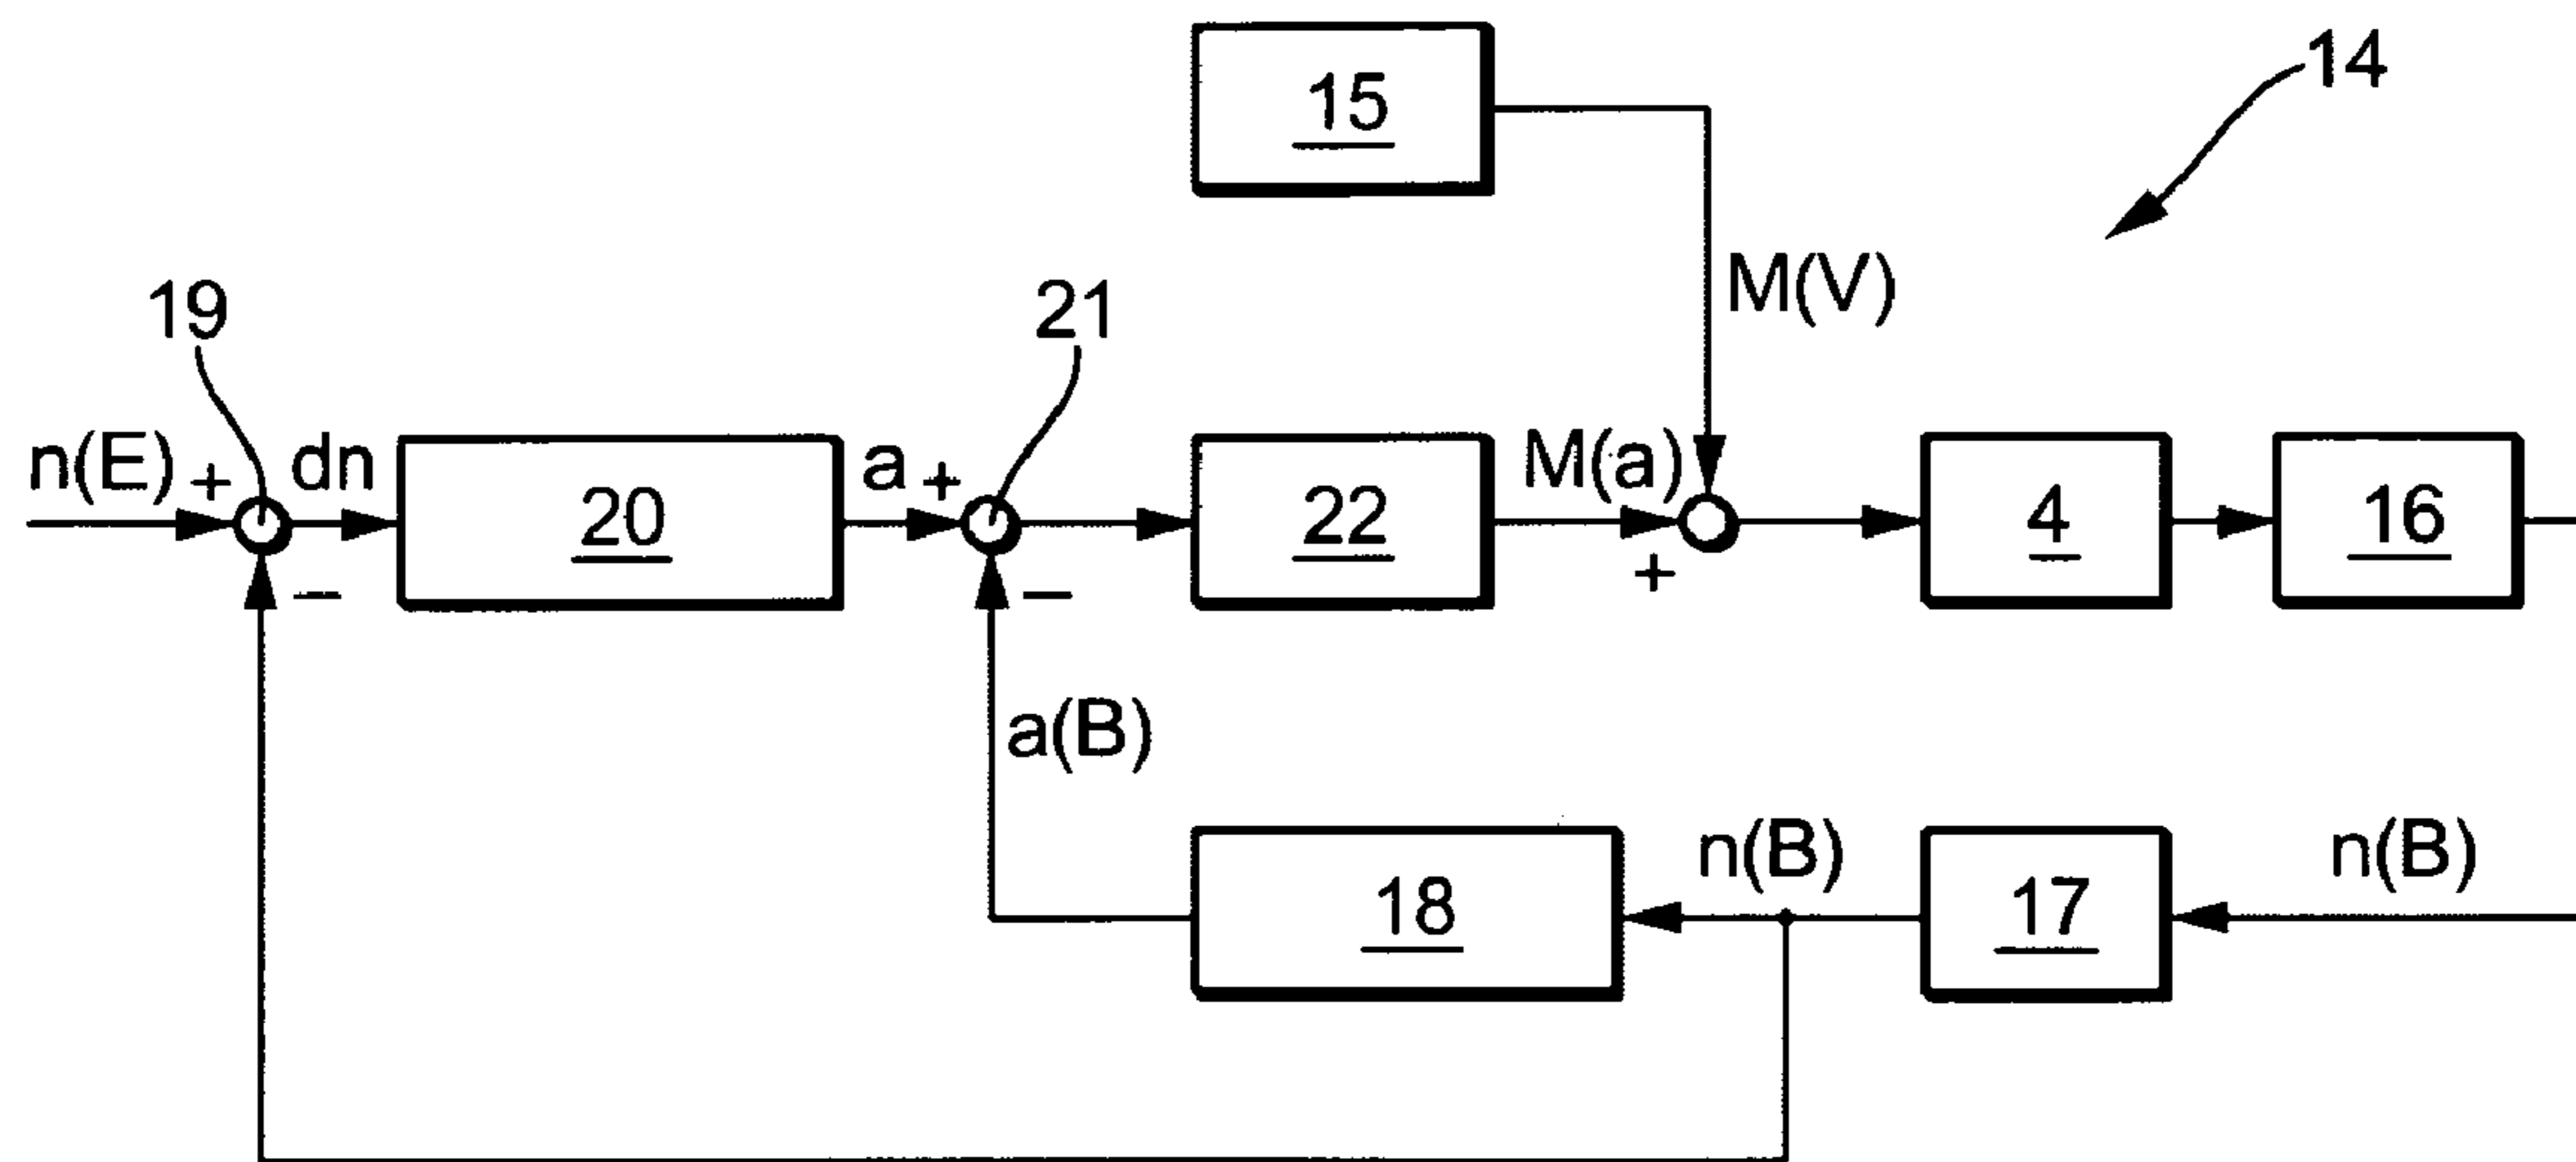 15
14
M(V)
19
21
n(E) + dn
20
a +
22
M(a)
+
4
16
−
−
a(B)
18
n(B)
17
n(B)